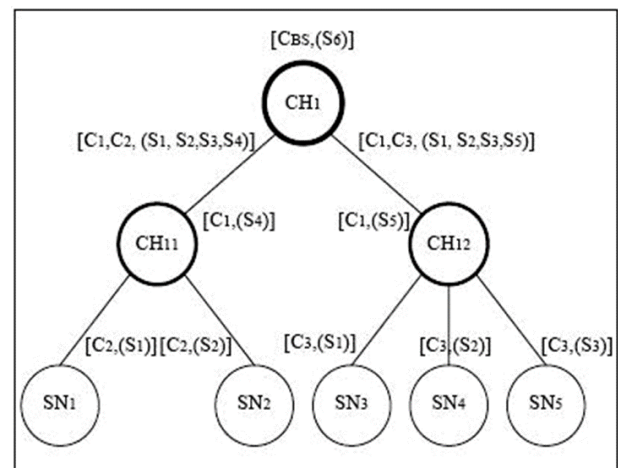 [CBS,(S6)]
CH1
[C1,C2, (S1, S2,S3,S4)] [C1,C3, (S1, S2,S3,S5)]
[C1,(S4)] [C1,(S5)]
CH11 CH12
[C2,(S1)] [C2,(S2)] [C3,(S1)] [C3,(S2)] [C3,(S3)]
SN1 SN2 SN3 SN4 SN5